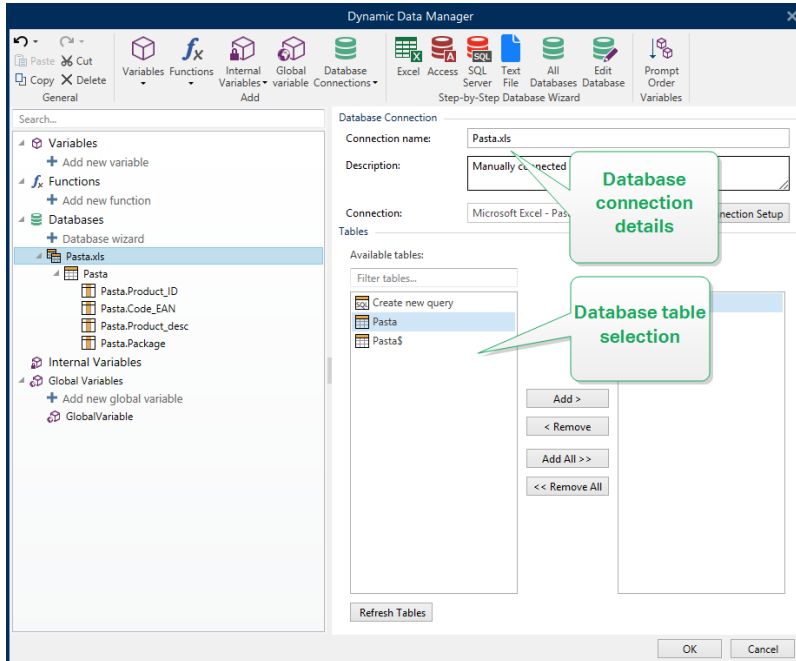 Dynamic Data Manager
Paste Cut
Copy Delete
General
Variables Functions Internal Variables Global variable Database Connections
Add
Excel Access SQL Server Text File All Databases Edit Database
Step-by-Step Database Wizard
Prompt Order
Variables
Search...
Variables
Add new variable
Functions
Add new function
Databases
Database wizard
Pasta.xls
Pasta
Pasta.Product_ID
Pasta.Code_EAN
Pasta.Product_desc
Pasta.Package
Internal Variables
Global Variables
Add new global variable
GlobalVariable
Database Connection
Connection name: Pasta.xls
Description: Manually connected
Connection: Microsoft Excel - Pas
Setup
Database
connection
details
Tables
Available tables:
Filter tables...
SQL Create new query
Pasta
Pasta$
Database table
selection
Add >
< Remove
Add All >>
<< Remove All
Refresh Tables
OK Cancel